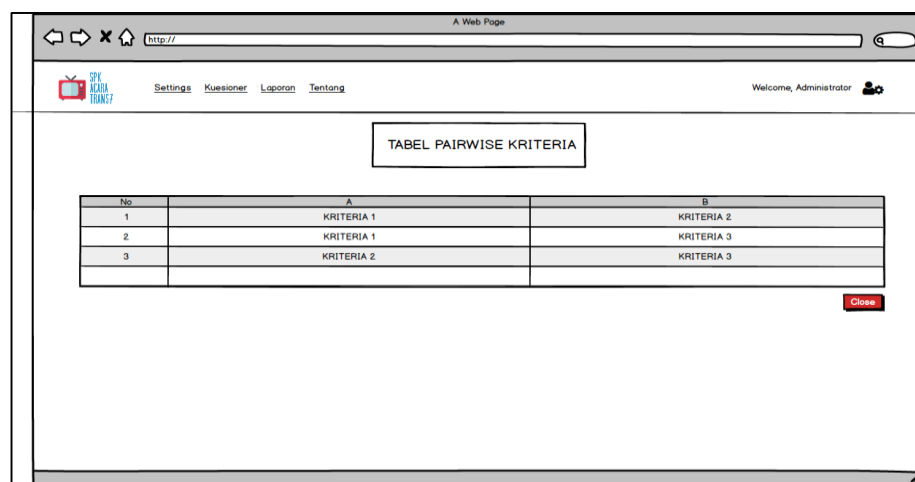 A Web Page
http://
SPK
ACARA
TRANS7
Settings Kuesioner Laporan Tentang
Welcome, Administrator
TABEL PAIRWISE KRITERIA
No A B
1 KRITERIA 1 KRITERIA 2
2 KRITERIA 1 KRITERIA 3
3 KRITERIA 2 KRITERIA 3
Close